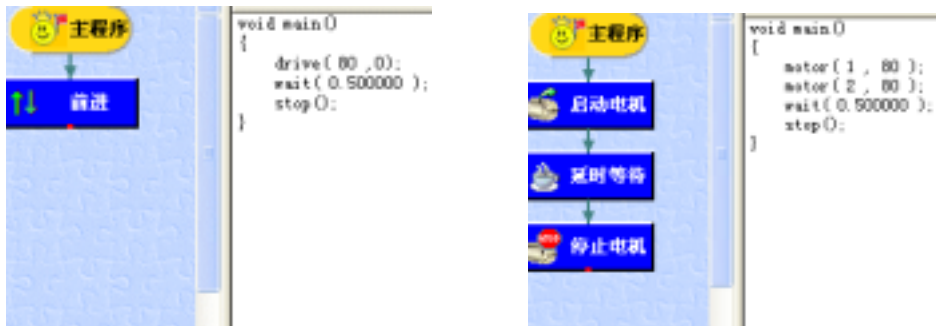 主程序
前进
void main()
{
drive( 80 ,0);
wait( 0.500000 );
stop();
}
主程序
启动电机
延时等待
停止电机
void main()
{
motor( 1 , 80 );
motor( 2 , 80 );
wait( 0.500000 );
stop();
}